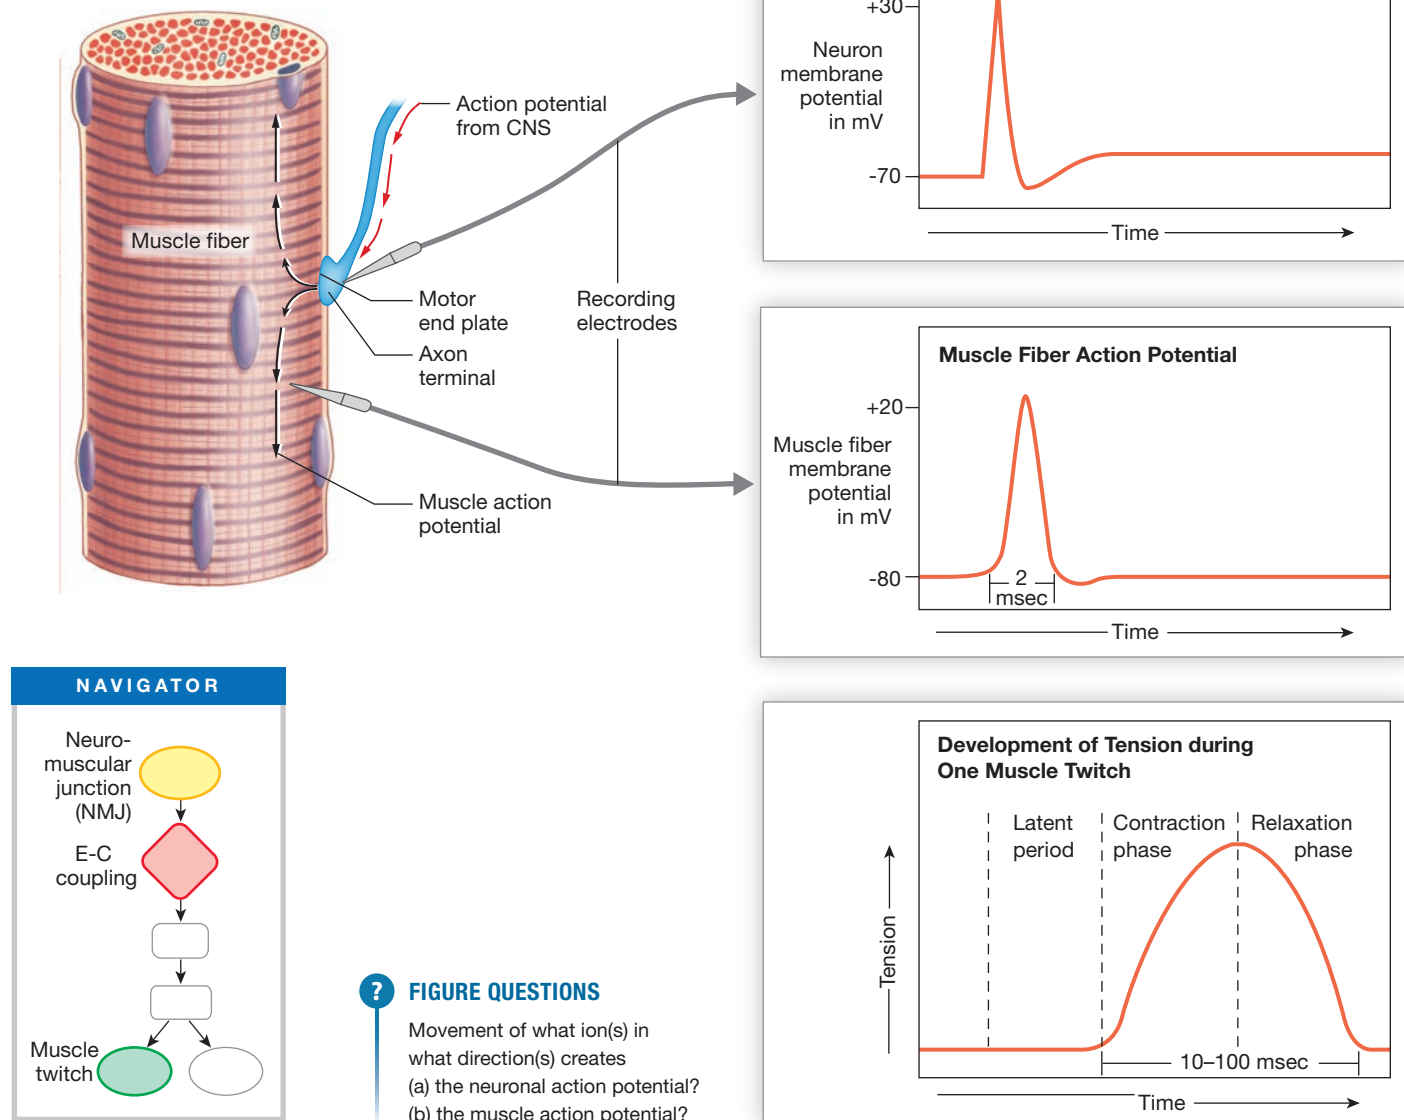 Action potential
from CNS
Muscle fiber
Motor
end plate
Axon
terminal
Recording
electrodes
Muscle action
potential
+30
Neuron
membrane
potential
in mV
-70
Time
Muscle Fiber Action Potential
+20
Muscle fiber
membrane
potential
in mV
-80
2
msec
Time
NAVIGATOR
Neuro-
muscular
junction
(NMJ)
E-C
coupling
Muscle
twitch
? FIGURE QUESTIONS
Movement of what ion(s) in
what direction(s) creates
(a) the neuronal action potential?
(b) the muscle action potential?
Development of Tension during
One Muscle Twitch
Latent
period
Contraction
phase
Relaxation
phase
Tension
10–100 msec
Time